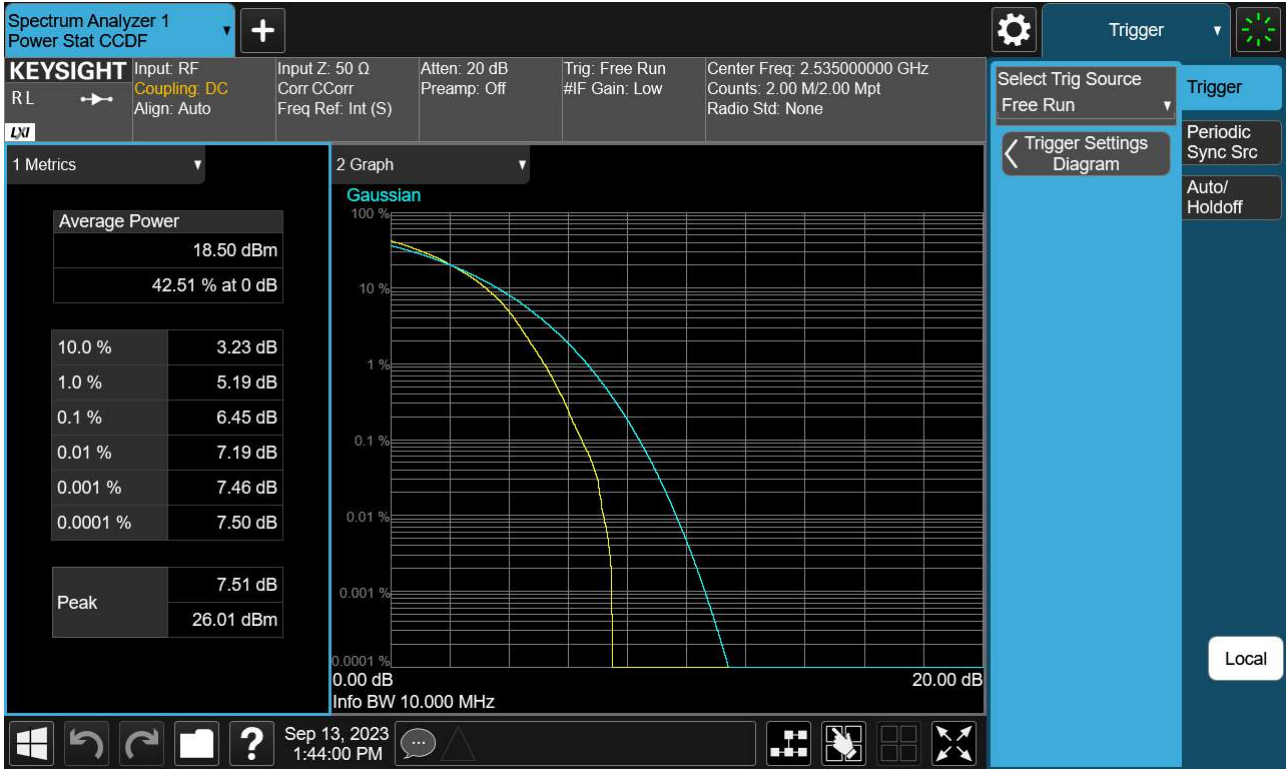 Spectrum Analyzer 1
Power Stat CCDF
+
Trigger
KEYSIGHT
R L
LXI
Input: RF
Coupling: DC
Align: Auto
Input Z: 50 Ω
Corr CCorr
Freq Ref: Int (S)
Atten: 20 dB
Preamp: Off
Trig: Free Run
#IF Gain: Low
Center Freq: 2.535000000 GHz
Counts: 2.00 M/2.00 Mpt
Radio Std: None
Select Trig Source
Free Run
Trigger Settings
Diagram
Trigger
Periodic
Sync Src
Auto/
Holdoff
1 Metrics
Average Power
18.50 dBm
42.51 % at 0 dB
10.0 % 3.23 dB
1.0 % 5.19 dB
0.1 % 6.45 dB
0.01 % 7.19 dB
0.001 % 7.46 dB
0.0001 % 7.50 dB
Peak
7.51 dB
26.01 dBm
2 Graph
Gaussian
100 %
10 %
1 %
0.1 %
0.01 %
0.001 %
0.0001 %
0.00 dB 20.00 dB
Info BW 10.000 MHz
Local
?
Sep 13, 2023
1:44:00 PM